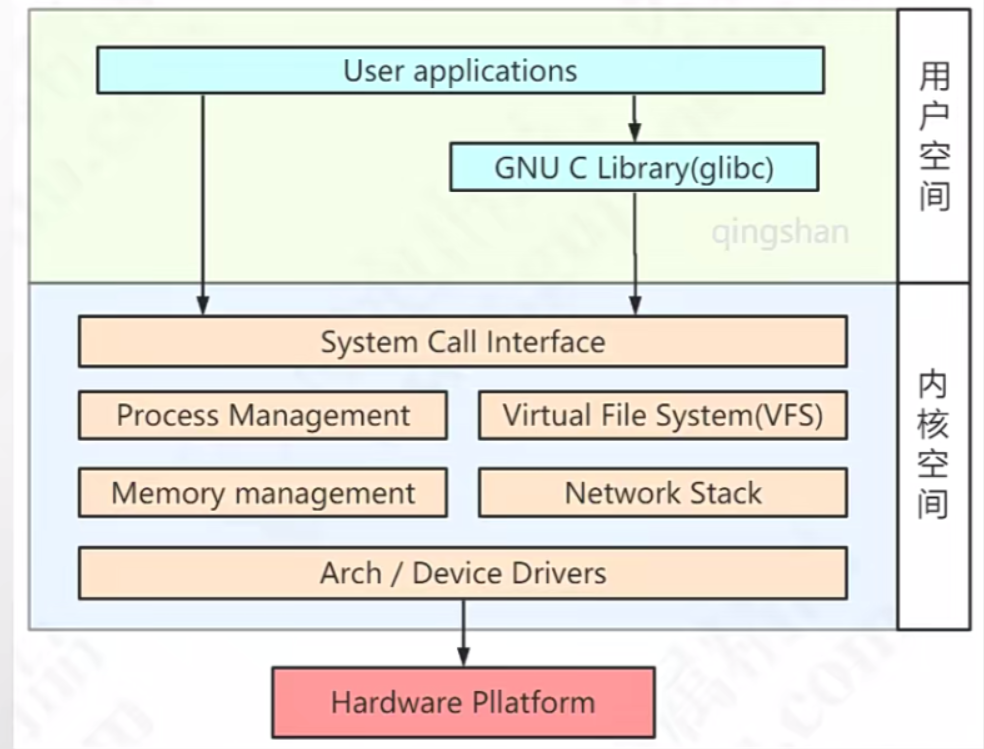 User applications
GNU C Library(glibc)
qingshan
用户空间
System Call Interface
Process Management
Virtual File System(VFS)
Memory management
Network Stack
Arch / Device Drivers
内核空间
Hardware Pllatform